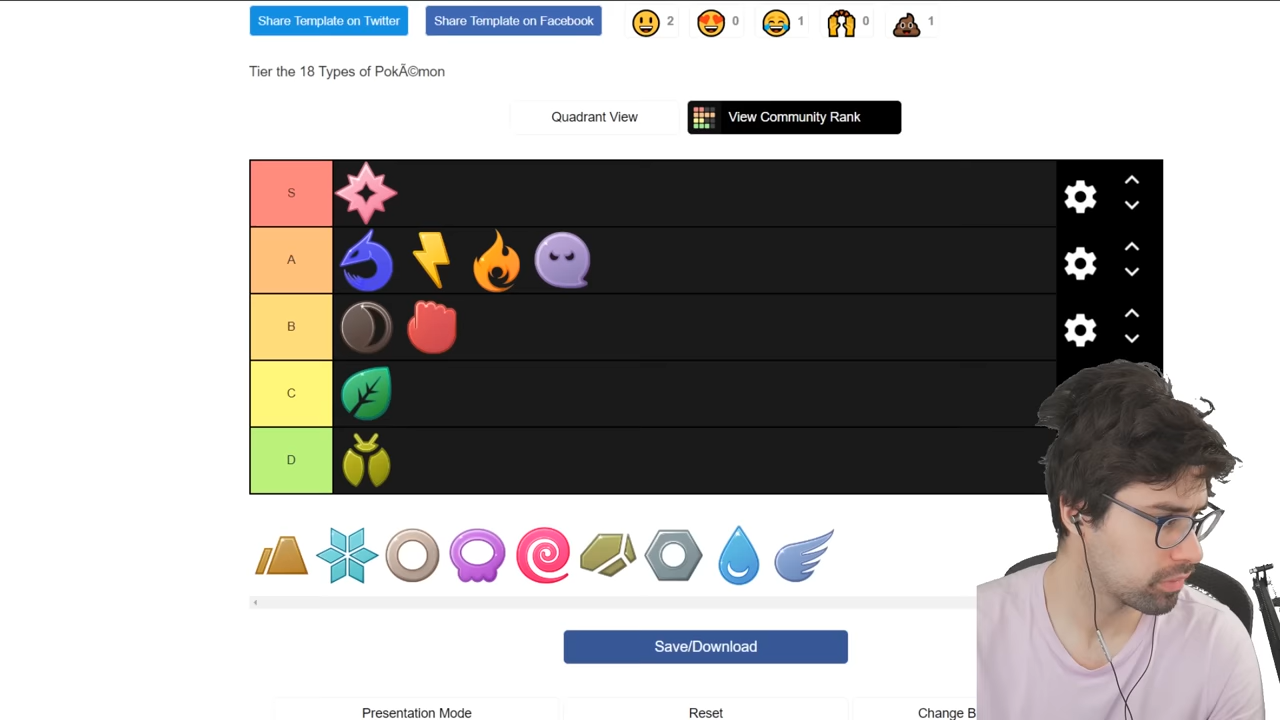 Share Template on Twitter
Share Template on Facebook
2
0
1
0
1
Tier the 18 Types of PokÃ©mon
Quadrant View
View Community Rank
S
A
B
C
D
Save/Download
Presentation Mode
Reset
Change B